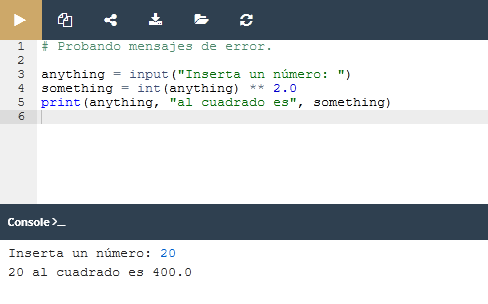 1 # Probando mensajes de error.
2
3 anything = input("Inserta un número: ")
4 something = int(anything) ** 2.0
5 print(anything, "al cuadrado es", something)
6
Console >_
Inserta un número: 20
20 al cuadrado es 400.0